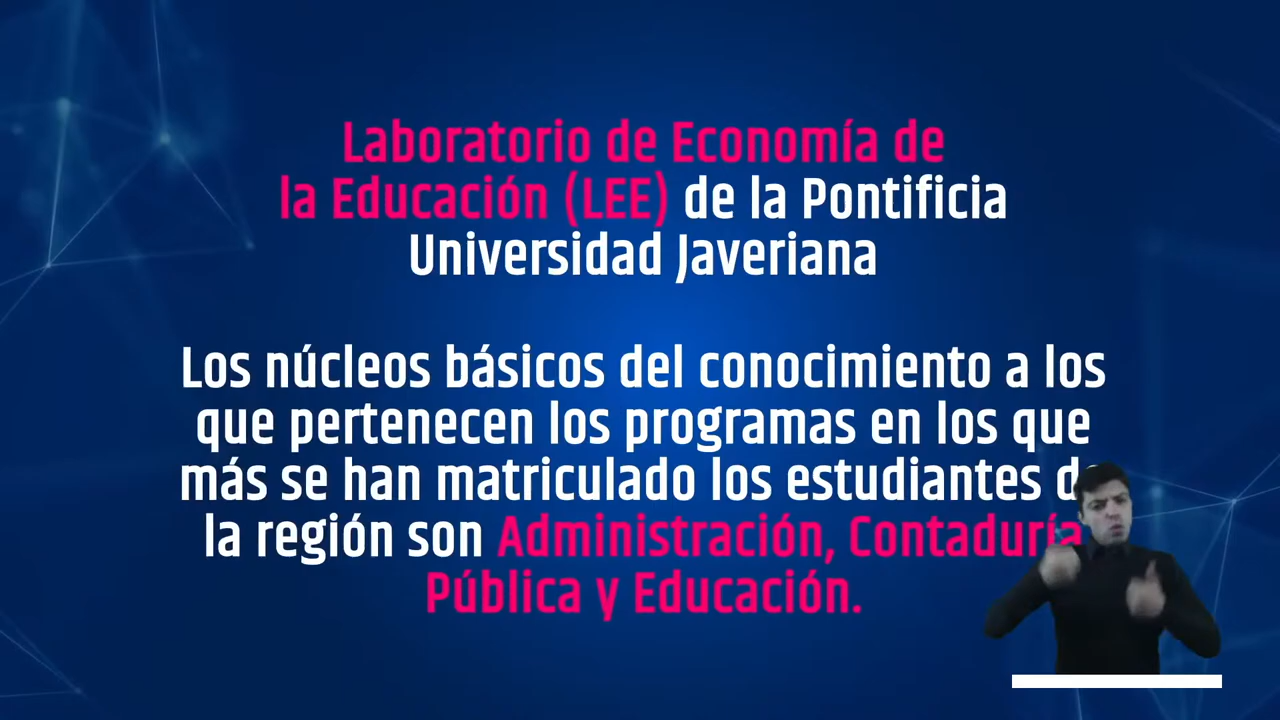 Laboratorio de Economía de
la Educación (LEE) de la Pontificia
Universidad Javeriana
Los núcleos básicos del conocimiento a los
que pertenecen los programas en los que
más se han matriculado los estudiantes de
la región son Administración, Contaduría
Pública y Educación.